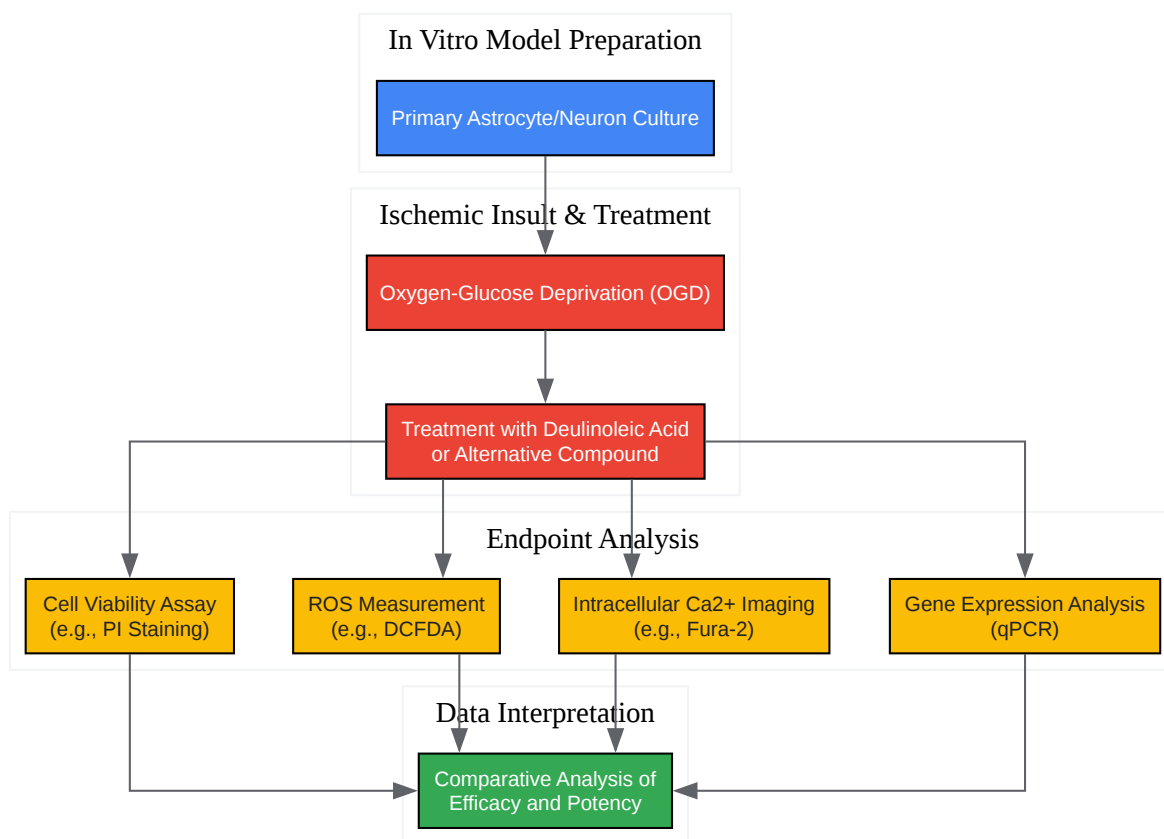 In Vitro Model Preparation
Primary Astrocyte/Neuron Culture
Ischemic Insult & Treatment
Oxygen-Glucose Deprivation (OGD)
Treatment with Deulinoleic Acid
or Alternative Compound
Endpoint Analysis
Cell Viability Assay
(e.g., PI Staining)
ROS Measurement
(e.g., DCFDA)
Intracellular Ca2+ Imaging
(e.g., Fura-2)
Gene Expression Analysis
(qPCR)
Data Interpretation
Comparative Analysis of
Efficacy and Potency